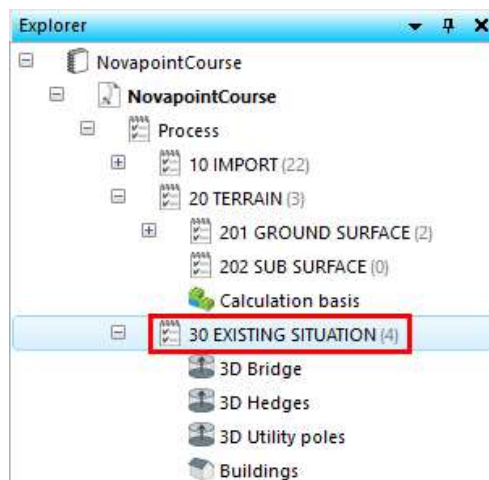 Explorer
NovapointCourse
NovapointCourse
Process
10 IMPORT (22)
20 TERRAIN (3)
201 GROUND SURFACE (2)
202 SUB SURFACE (0)
Calculation basis
30 EXISTING SITUATION (4)
3D Bridge
3D Hedges
3D Utility poles
Buildings